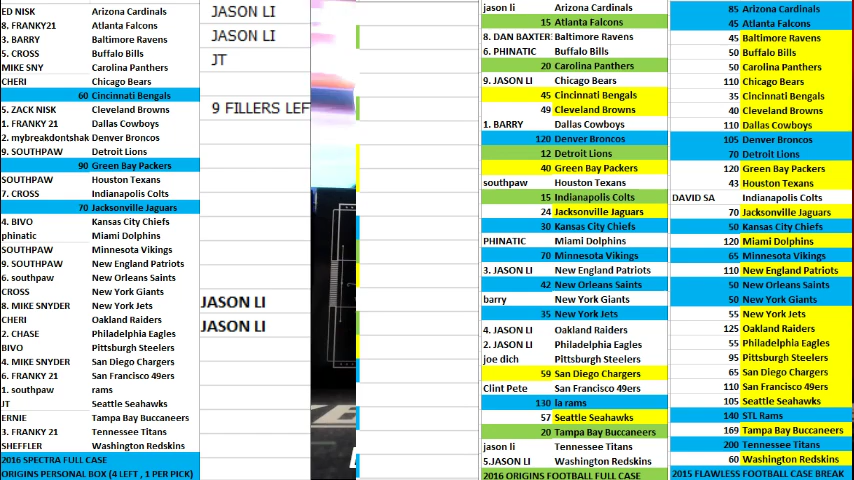 ED NISK Arizona Cardinals
8. FRANKY21 Atlanta Falcons
3. BARRY Baltimore Ravens
5. CROSS Buffalo Bills
MIKE SNY Carolina Panthers
CHERI Chicago Bears
60 Cincinnati Bengals
5. ZACK NISK Cleveland Browns
1. FRANKY 21 Dallas Cowboys
2. mybreakdontshak Denver Broncos
9. SOUTHPAW Detroit Lions
90 Green Bay Packers
SOUTHPAW Houston Texans
7. CROSS Indianapolis Colts
70 Jacksonville Jaguars
4. BIVO Kansas City Chiefs
phinatic Miami Dolphins
SOUTHPAW Minnesota Vikings
9. SOUTHPAW New England Patriots
6. southpaw New Orleans Saints
CROSS New York Giants
8. MIKE SNYDER New York Jets
CHERI Oakland Raiders
2. CHASE Philadelphia Eagles
BIVO Pittsburgh Steelers
4. MIKE SNYDER San Diego Chargers
6. FRANKY 21 San Francisco 49ers
1. southpaw rams
JT Seattle Seahawks
ERNIE Tampa Bay Buccaneers
3. FRANKY 21 Tennessee Titans
SHEFFLER Washington Redskins
2016 SPECTRA FULL CASE
ORIGINS PERSONAL BOX (4 LEFT , 1 PER PICK)
JASON LI
JASON LI
JT
9 FILLERS LEF
JASON LI
JASON LI
jason li Arizona Cardinals
15 Atlanta Falcons
8. DAN BAXTER Baltimore Ravens
6. PHINATIC Buffalo Bills
20 Carolina Panthers
9. JASON LI Chicago Bears
45 Cincinnati Bengals
49 Cleveland Browns
1. BARRY Dallas Cowboys
120 Denver Broncos
12 Detroit Lions
40 Green Bay Packers
southpaw Houston Texans
15 Indianapolis Colts
24 Jacksonville Jaguars
30 Kansas City Chiefs
PHINATIC Miami Dolphins
70 Minnesota Vikings
3. JASON LI New England Patriots
42 New Orleans Saints
barry New York Giants
35 New York Jets
4. JASON LI Oakland Raiders
2. JASON LI Philadelphia Eagles
joe dich Pittsburgh Steelers
59 San Diego Chargers
Clint Pete San Francisco 49ers
130 la rams
57 Seattle Seahawks
20 Tampa Bay Buccaneers
jason li Tennessee Titans
5.JASON LI Washington Redskins
2016 ORIGINS FOOTBALL FULL CASE
85 Arizona Cardinals
45 Atlanta Falcons
45 Baltimore Ravens
50 Buffalo Bills
50 Carolina Panthers
110 Chicago Bears
35 Cincinnati Bengals
40 Cleveland Browns
110 Dallas Cowboys
105 Denver Broncos
70 Detroit Lions
120 Green Bay Packers
43 Houston Texans
DAVID SA Indianapolis Colts
70 Jacksonville Jaguars
50 Kansas City Chiefs
120 Miami Dolphins
65 Minnesota Vikings
110 New England Patriots
50 New Orleans Saints
50 New York Giants
55 New York Jets
125 Oakland Raiders
55 Philadelphia Eagles
95 Pittsburgh Steelers
65 San Diego Chargers
110 San Francisco 49ers
105 Seattle Seahawks
140 STL Rams
169 Tampa Bay Buccaneers
200 Tennessee Titans
60 Washington Redskins
2015 FLAWLESS FOOTBALL CASE BREAK